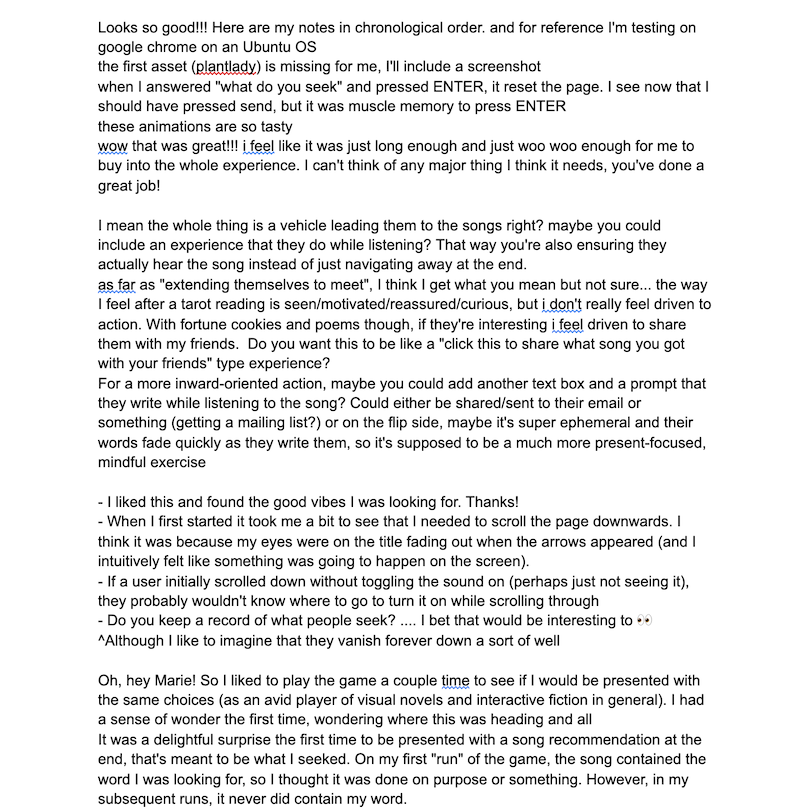 Looks so good!!! Here are my notes in chronological order. and for reference I'm testing on
google chrome on an Ubuntu OS
the first asset (plantlady) is missing for me, I'll include a screenshot
when I answered "what do you seek" and pressed ENTER, it reset the page. I see now that I
should have pressed send, but it was muscle memory to press ENTER
these animations are so tasty
wow that was great!!! i feel like it was just long enough and just woo woo enough for me to
buy into the whole experience. I can't think of any major thing I think it needs, you've done a
great job!

I mean the whole thing is a vehicle leading them to the songs right? maybe you could
include an experience that they do while listening? That way you're also ensuring they
actually hear the song instead of just navigating away at the end.
as far as "extending themselves to meet", I think I get what you mean but not sure... the way
I feel after a tarot reading is seen/motivated/reassured/curious, but i don't really feel driven to
action. With fortune cookies and poems though, if they're interesting i feel driven to share
them with my friends.  Do you want this to be like a "click this to share what song you got
with your friends" type experience?
For a more inward-oriented action, maybe you could add another text box and a prompt that
they write while listening to the song? Could either be shared/sent to their email or
something (getting a mailing list?) or on the flip side, maybe it's super ephemeral and their
words fade quickly as they write them, so it's supposed to be a much more present-focused,
mindful exercise

- I liked this and found the good vibes I was looking for. Thanks!
- When I first started it took me a bit to see that I needed to scroll the page downwards. I
think it was because my eyes were on the title fading out when the arrows appeared (and I
intuitively felt like something was going to happen on the screen).
- If a user initially scrolled down without toggling the sound on (perhaps just not seeing it),
they probably wouldn't know where to go to turn it on while scrolling through
- Do you keep a record of what people seek? .... I bet that would be interesting to 👀
^Although I like to imagine that they vanish forever down a sort of well

Oh, hey Marie! So I liked to play the game a couple time to see if I would be presented with
the same choices (as an avid player of visual novels and interactive fiction in general). I had
a sense of wonder the first time, wondering where this was heading and all
It was a delightful surprise the first time to be presented with a song recommendation at the
end, that's meant to be what I seeked. On my first "run" of the game, the song contained the
word I was looking for, so I thought it was done on purpose or something. However, in my
subsequent runs, it never did contain my word.